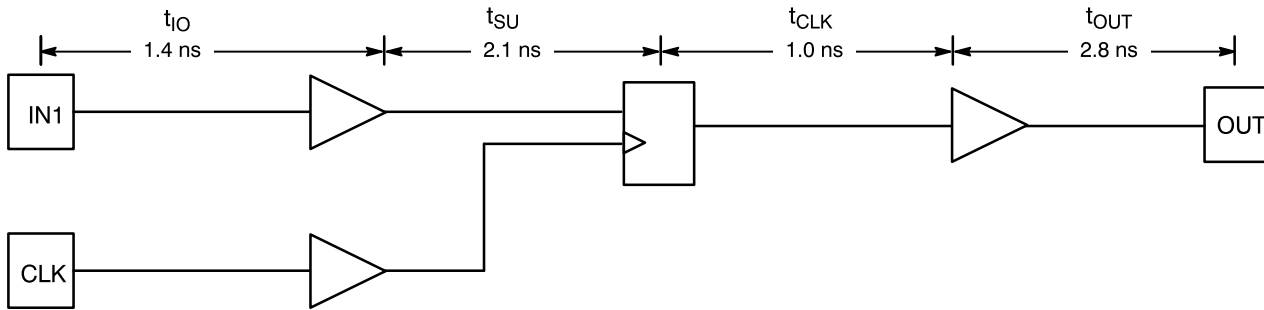 tIO tSU tCLK tOUT
1.4 ns 2.1 ns 1.0 ns 2.8 ns
IN1 OUT
CLK